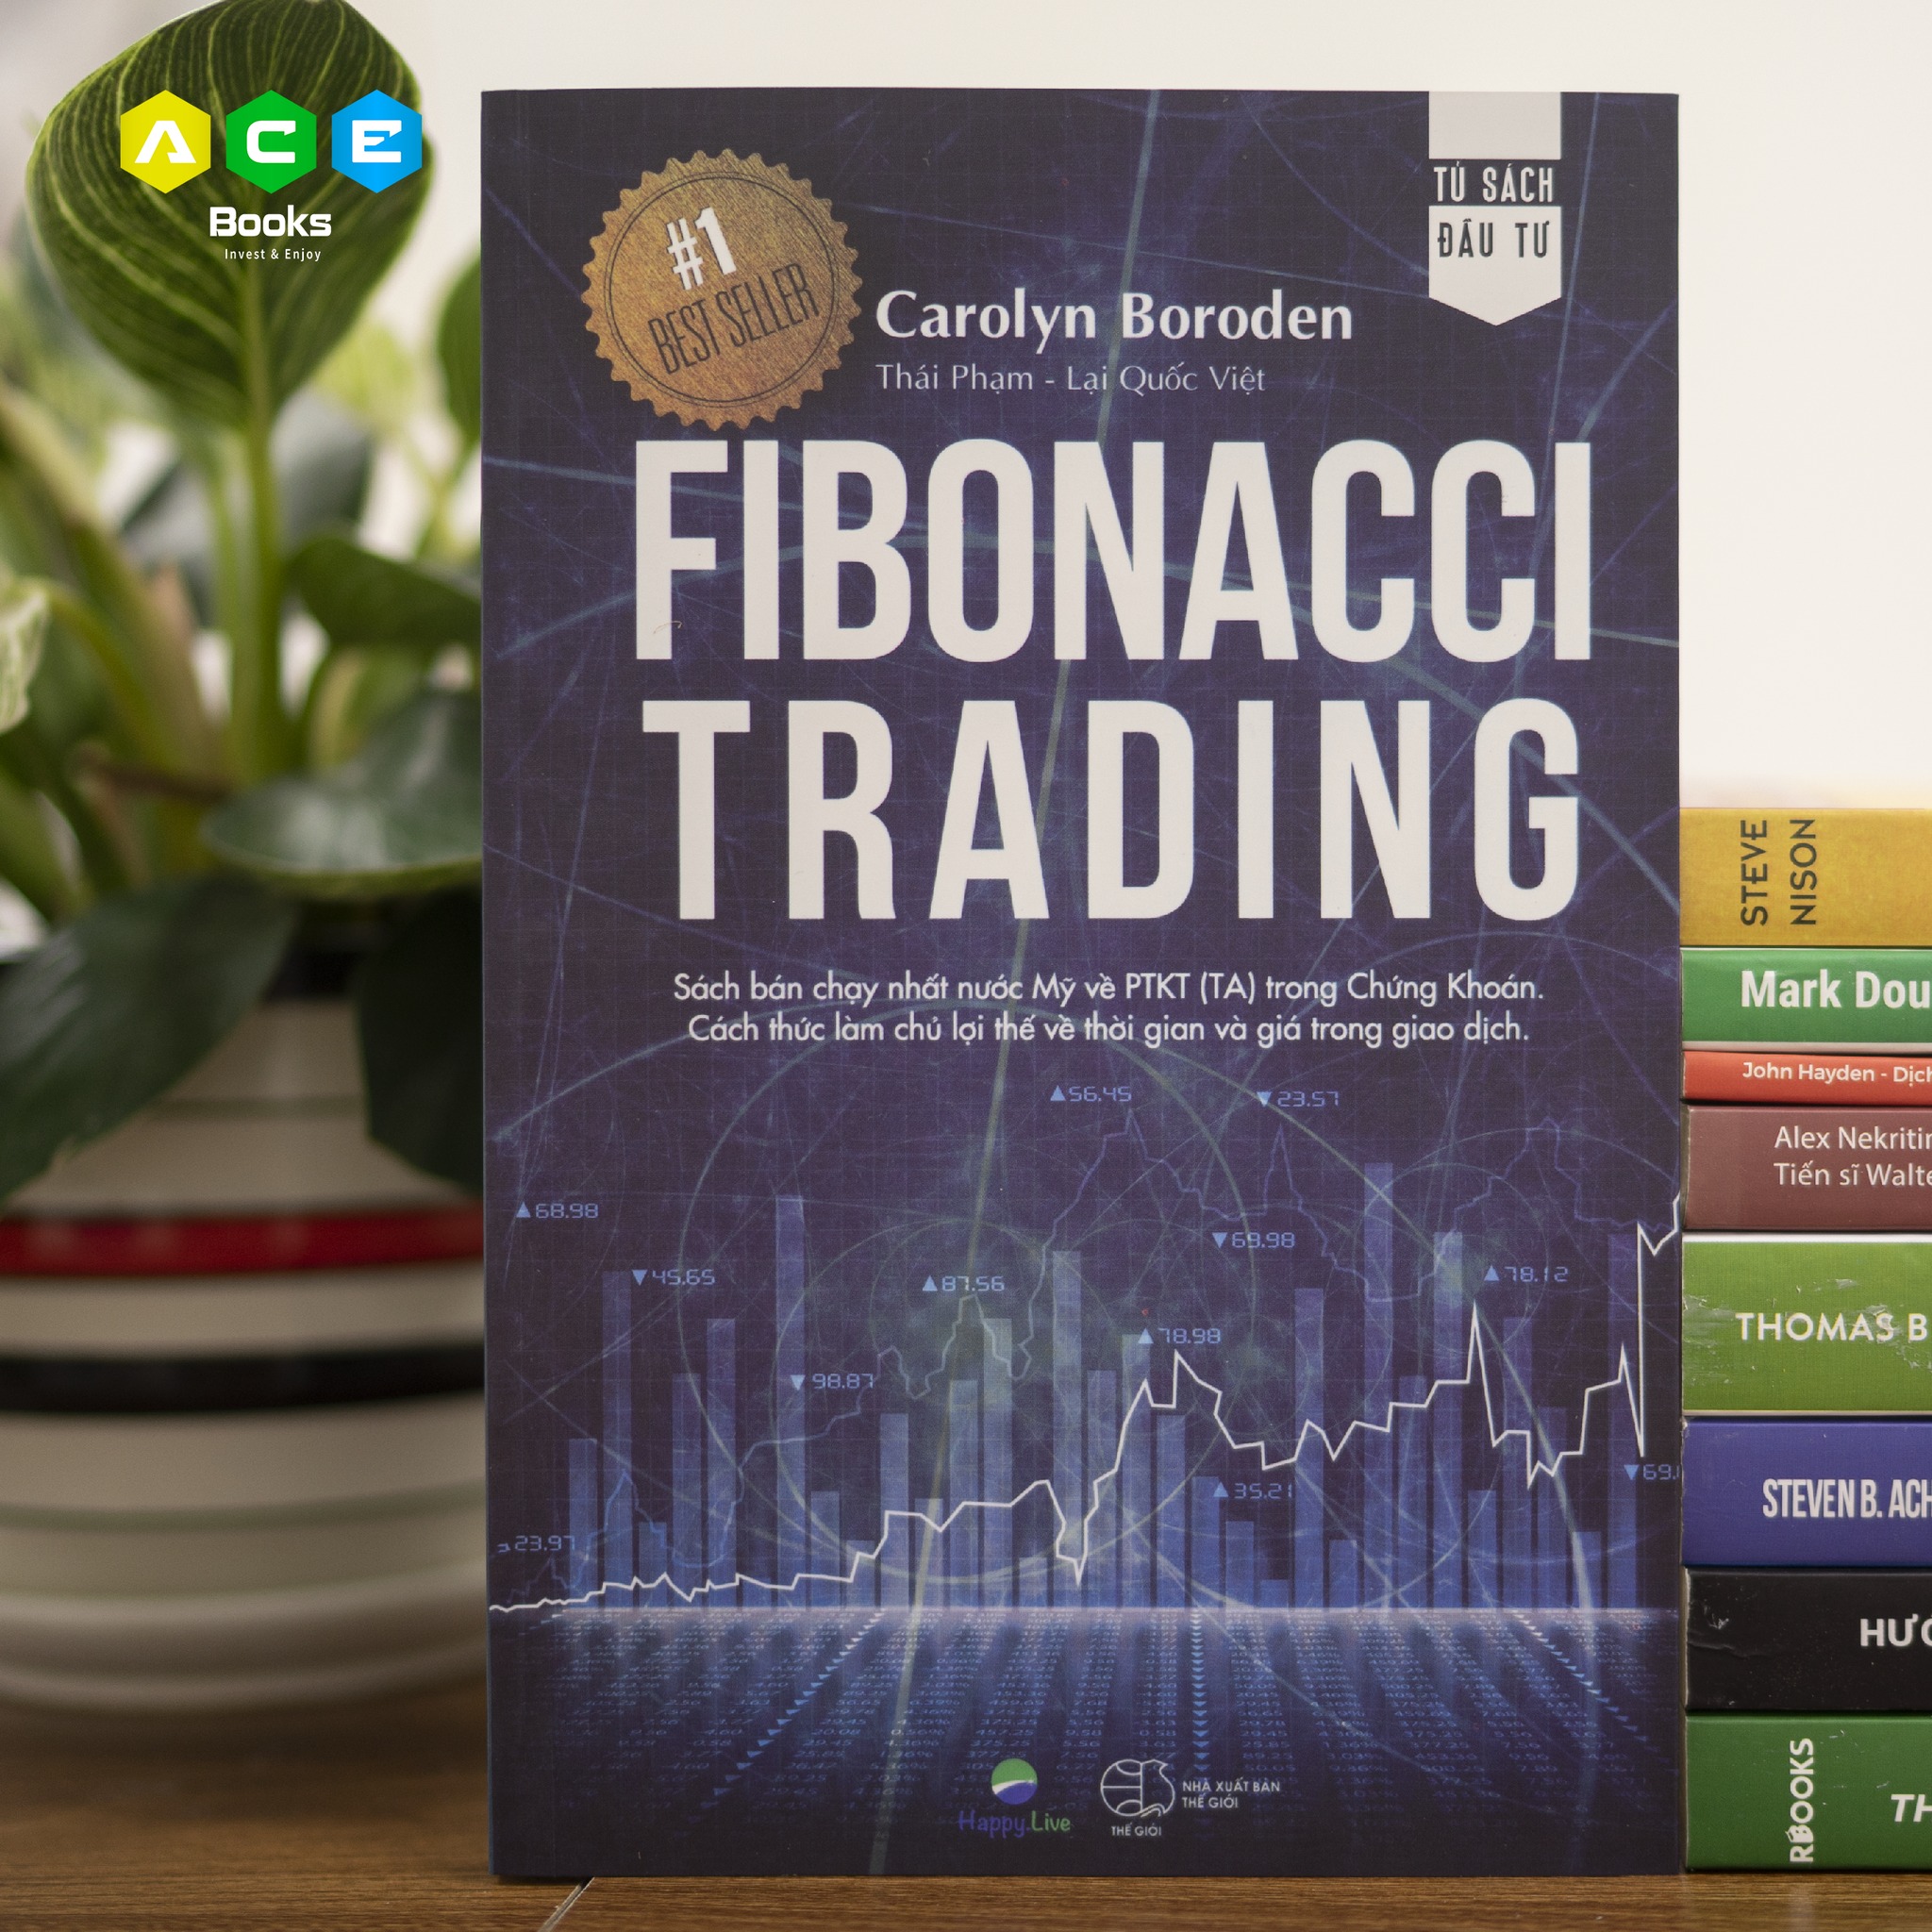 A C E
Books
Invest & Enjoy
TỦ SÁCH
ĐẦU TƯ
#1
BEST SELLER
Carolyn Boroden
Thái Phạm - Lại Quốc Việt
FIBONACCI
TRADING
Sách bán chạy nhất nước Mỹ về PTKT (TA) trong Chứng Khoán.
Cách thức làm chủ lợi thế về thời gian và giá trong giao dịch.
▲56.45
▼23.57
▲68.98
▼69.98
▼45.65
▲87.56
▲78.12
▲78.98
▼98.87
▲35.21
23.97
Happy.Live
NHÀ XUẤT BẢN
THẾ GIỚI
THẾ GIỚI
STEVE
NISON
Mark Dou
John Hayden - Dịch
Alex Nekritin
Tiến sĩ Walte
THOMAS B
STEVEN B. ACH
HƯỚ
RBOOKS
TH